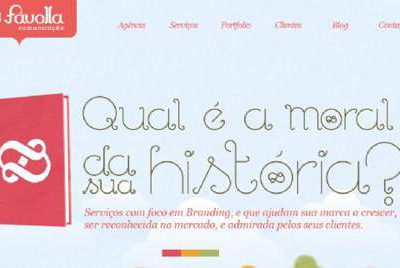 favolla
comunicação
Agência Serviços Portfolio Clientes Blog
Qual é a moral
da sua história?
Serviços com foco em Branding, e que ajudam sua marca a crescer,
ser reconhecida no mercado, e admirada pelos seus clientes.